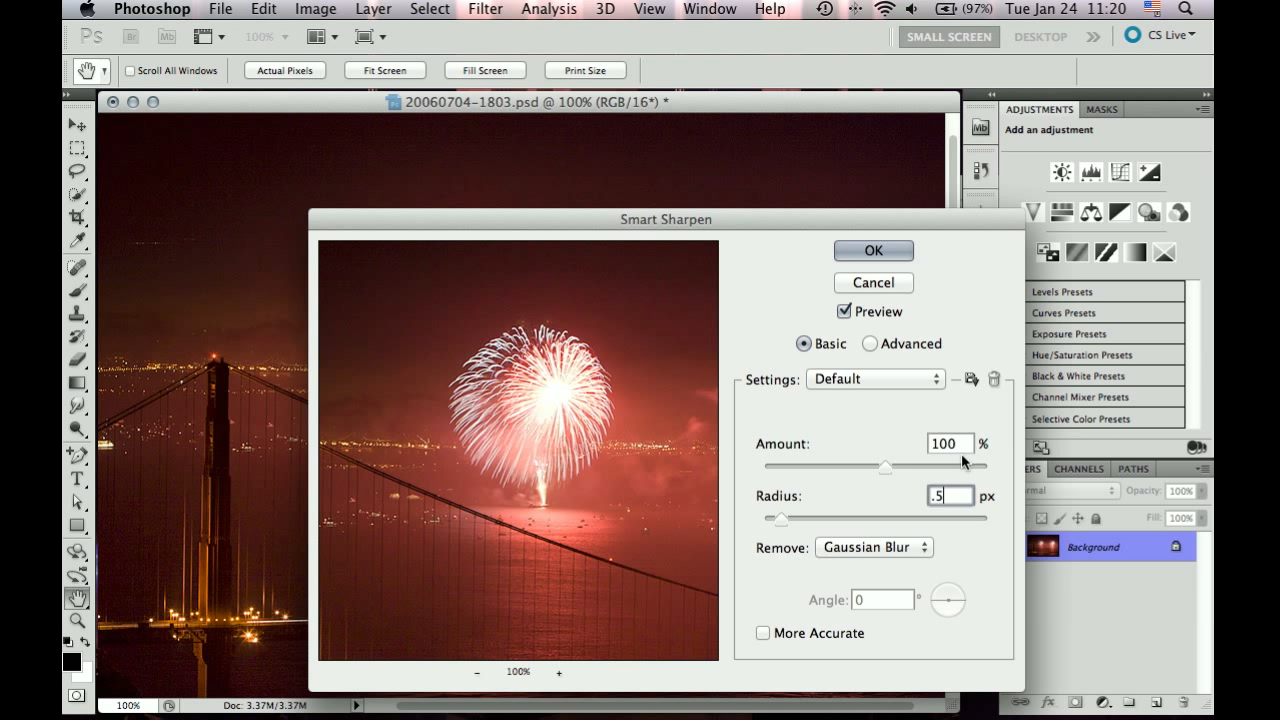 Photoshop File Edit Image Layer Select Filter Analysis 3D View Window Help (97%) Tue Jan 24 11:20
Ps Br Mb 100% SMALL SCREEN DESKTOP CS Live
Scroll All Windows Actual Pixels Fit Screen Fill Screen Print Size
20060704-1803.psd @ 100% (RGB/16*) *
Mb
ADJUSTMENTS MASKS
Add an adjustment
Smart Sharpen
OK
Cancel
Preview
Basic Advanced
Settings: Default
Amount: 100 %
Radius: .5 px
Remove: Gaussian Blur
Angle: 0 °
More Accurate
- 100% +
Levels Presets
Curves Presets
Exposure Presets
Hue/Saturation Presets
Black & White Presets
Channel Mixer Presets
Selective Color Presets
ERS CHANNELS PATHS
rmal Opacity: 100%
Fill: 100%
Background
T
100% Doc: 3.37M/3.37M
fx